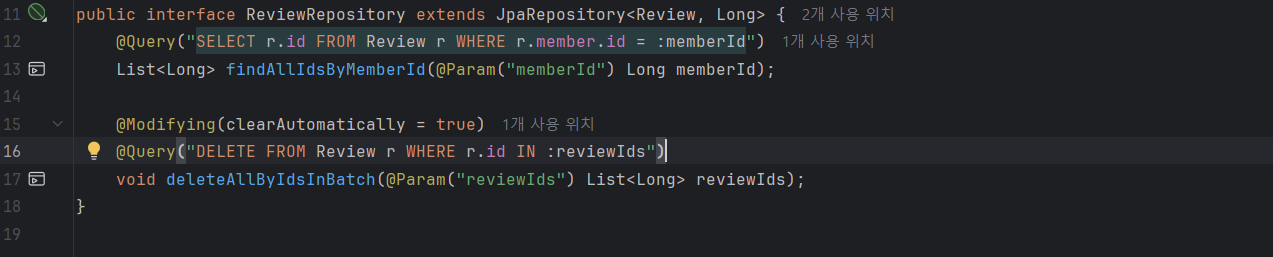 11 public interface ReviewRepository extends JpaRepository<Review, Long> { 2개 사용 위치
12 @Query("SELECT r.id FROM Review r WHERE r.member.id = :memberId") 1개 사용 위치
13 List<Long> findAllIdsByMemberId(@Param("memberId") Long memberId);
14
15 @Modifying(clearAutomatically = true) 1개 사용 위치
16 @Query("DELETE FROM Review r WHERE r.id IN :reviewIds")
17 void deleteAllByIdsInBatch(@Param("reviewIds") List<Long> reviewIds);
18 }
19